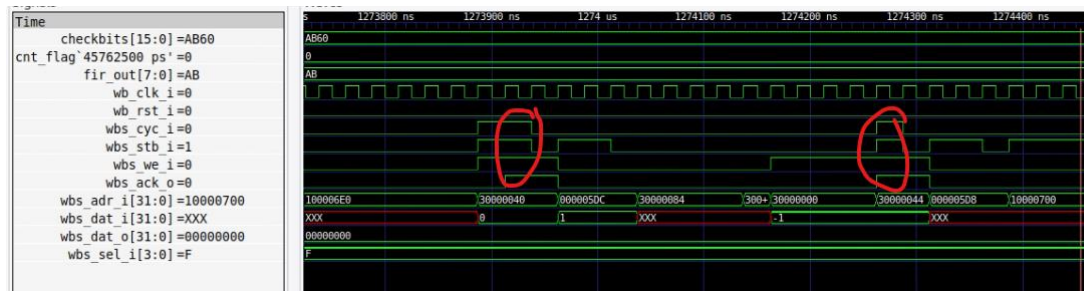 Time
s 1273800 ns 1273900 ns 1274 us 1274100 ns 1274200 ns 1274300 ns 1274400 ns
checkbits[15:0]=AB60
AB60
cnt_flag`45762500 ps'=0
0
fir_out[7:0]=AB
AB
wb_clk_i=0
wb_rst_i=0
wbs_cyc_i=0
wbs_stb_i=1
wbs_we_i=0
wbs_ack_o=0
wbs_adr_i[31:0]=10000700
100006E0 30000040 000005DC 30000084 300+ 30000000 30000044 000005D8 10000700
wbs_dat_i[31:0]=XXX
XXX 0 1 XXX -1 XXX
wbs_dat_o[31:0]=00000000
00000000
wbs_sel_i[3:0]=F
F